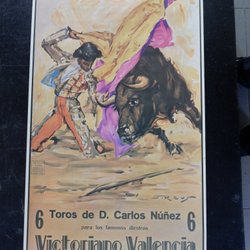 6 Toros de D. Carlos Núñez 6
para los famosos diestros
Victoriano Valencia